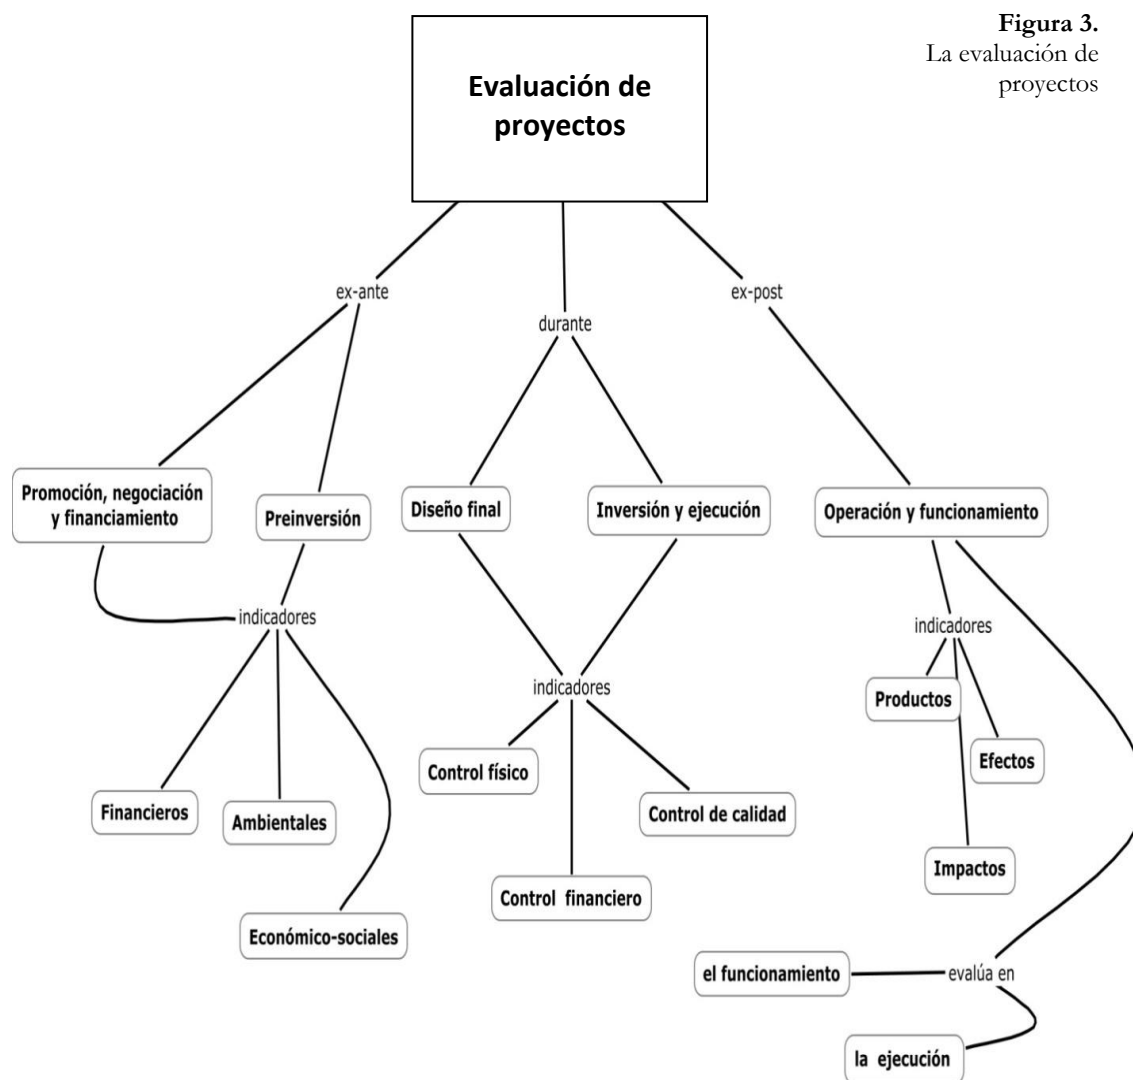 Figura 3.
La evaluación de
proyectos
Evaluación de
proyectos
ex-ante
durante
ex-post
Promoción, negociación
y financiamiento
Preinversión
Diseño final
Inversión y ejecución
Operación y funcionamiento
indicadores
indicadores
indicadores
Financieros
Ambientales
Económico-sociales
Control físico
Control de calidad
Control financiero
Productos
Efectos
Impactos
el funcionamiento
evalúa en
la ejecución